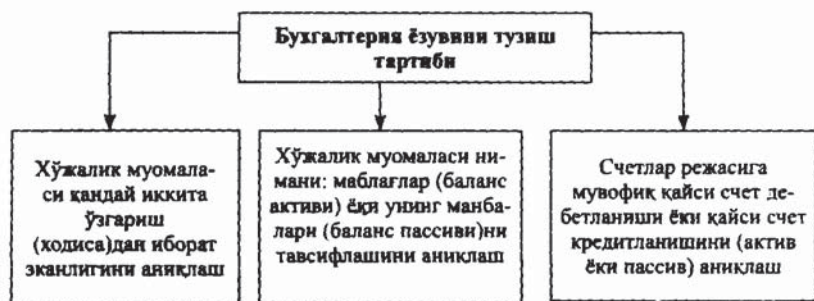 Бухгалтерия ёзувини тузиш
тартиби
Хўжалик муомала-
си қандай иккита
ўзгариш
(ходиса)дан иборат
эканлигини аниқлаш
Хўжалик муомаласи ни-
мани: маблағлар (баланс
активи) ёқи унинг манба-
лари (баланс пассиви)ни
тавсифлашини аниқлаш
Счетлар режасига
мувофиқ қайси счет де-
бетланиши ёки қайси счет
кредитланишини (актив
ёки пассив) аниқлаш